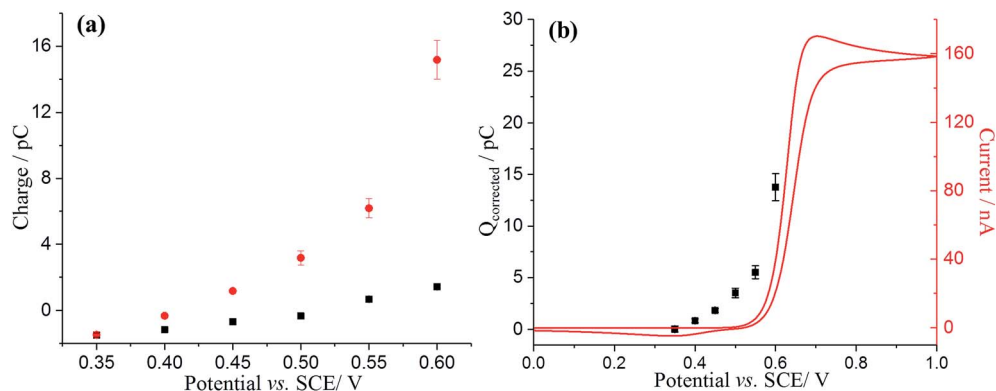 (a)
Charge / pC
16
12
8
4
0
0.35 0.40 0.45 0.50 0.55 0.60
Potential vs. SCE/ V
(b)
Q_corrected / pC
30
25
20
15
10
5
0
0.0 0.2 0.4 0.6 0.8 1.0
Potential vs. SCE/ V
160
120
80
40
0
Current / nA